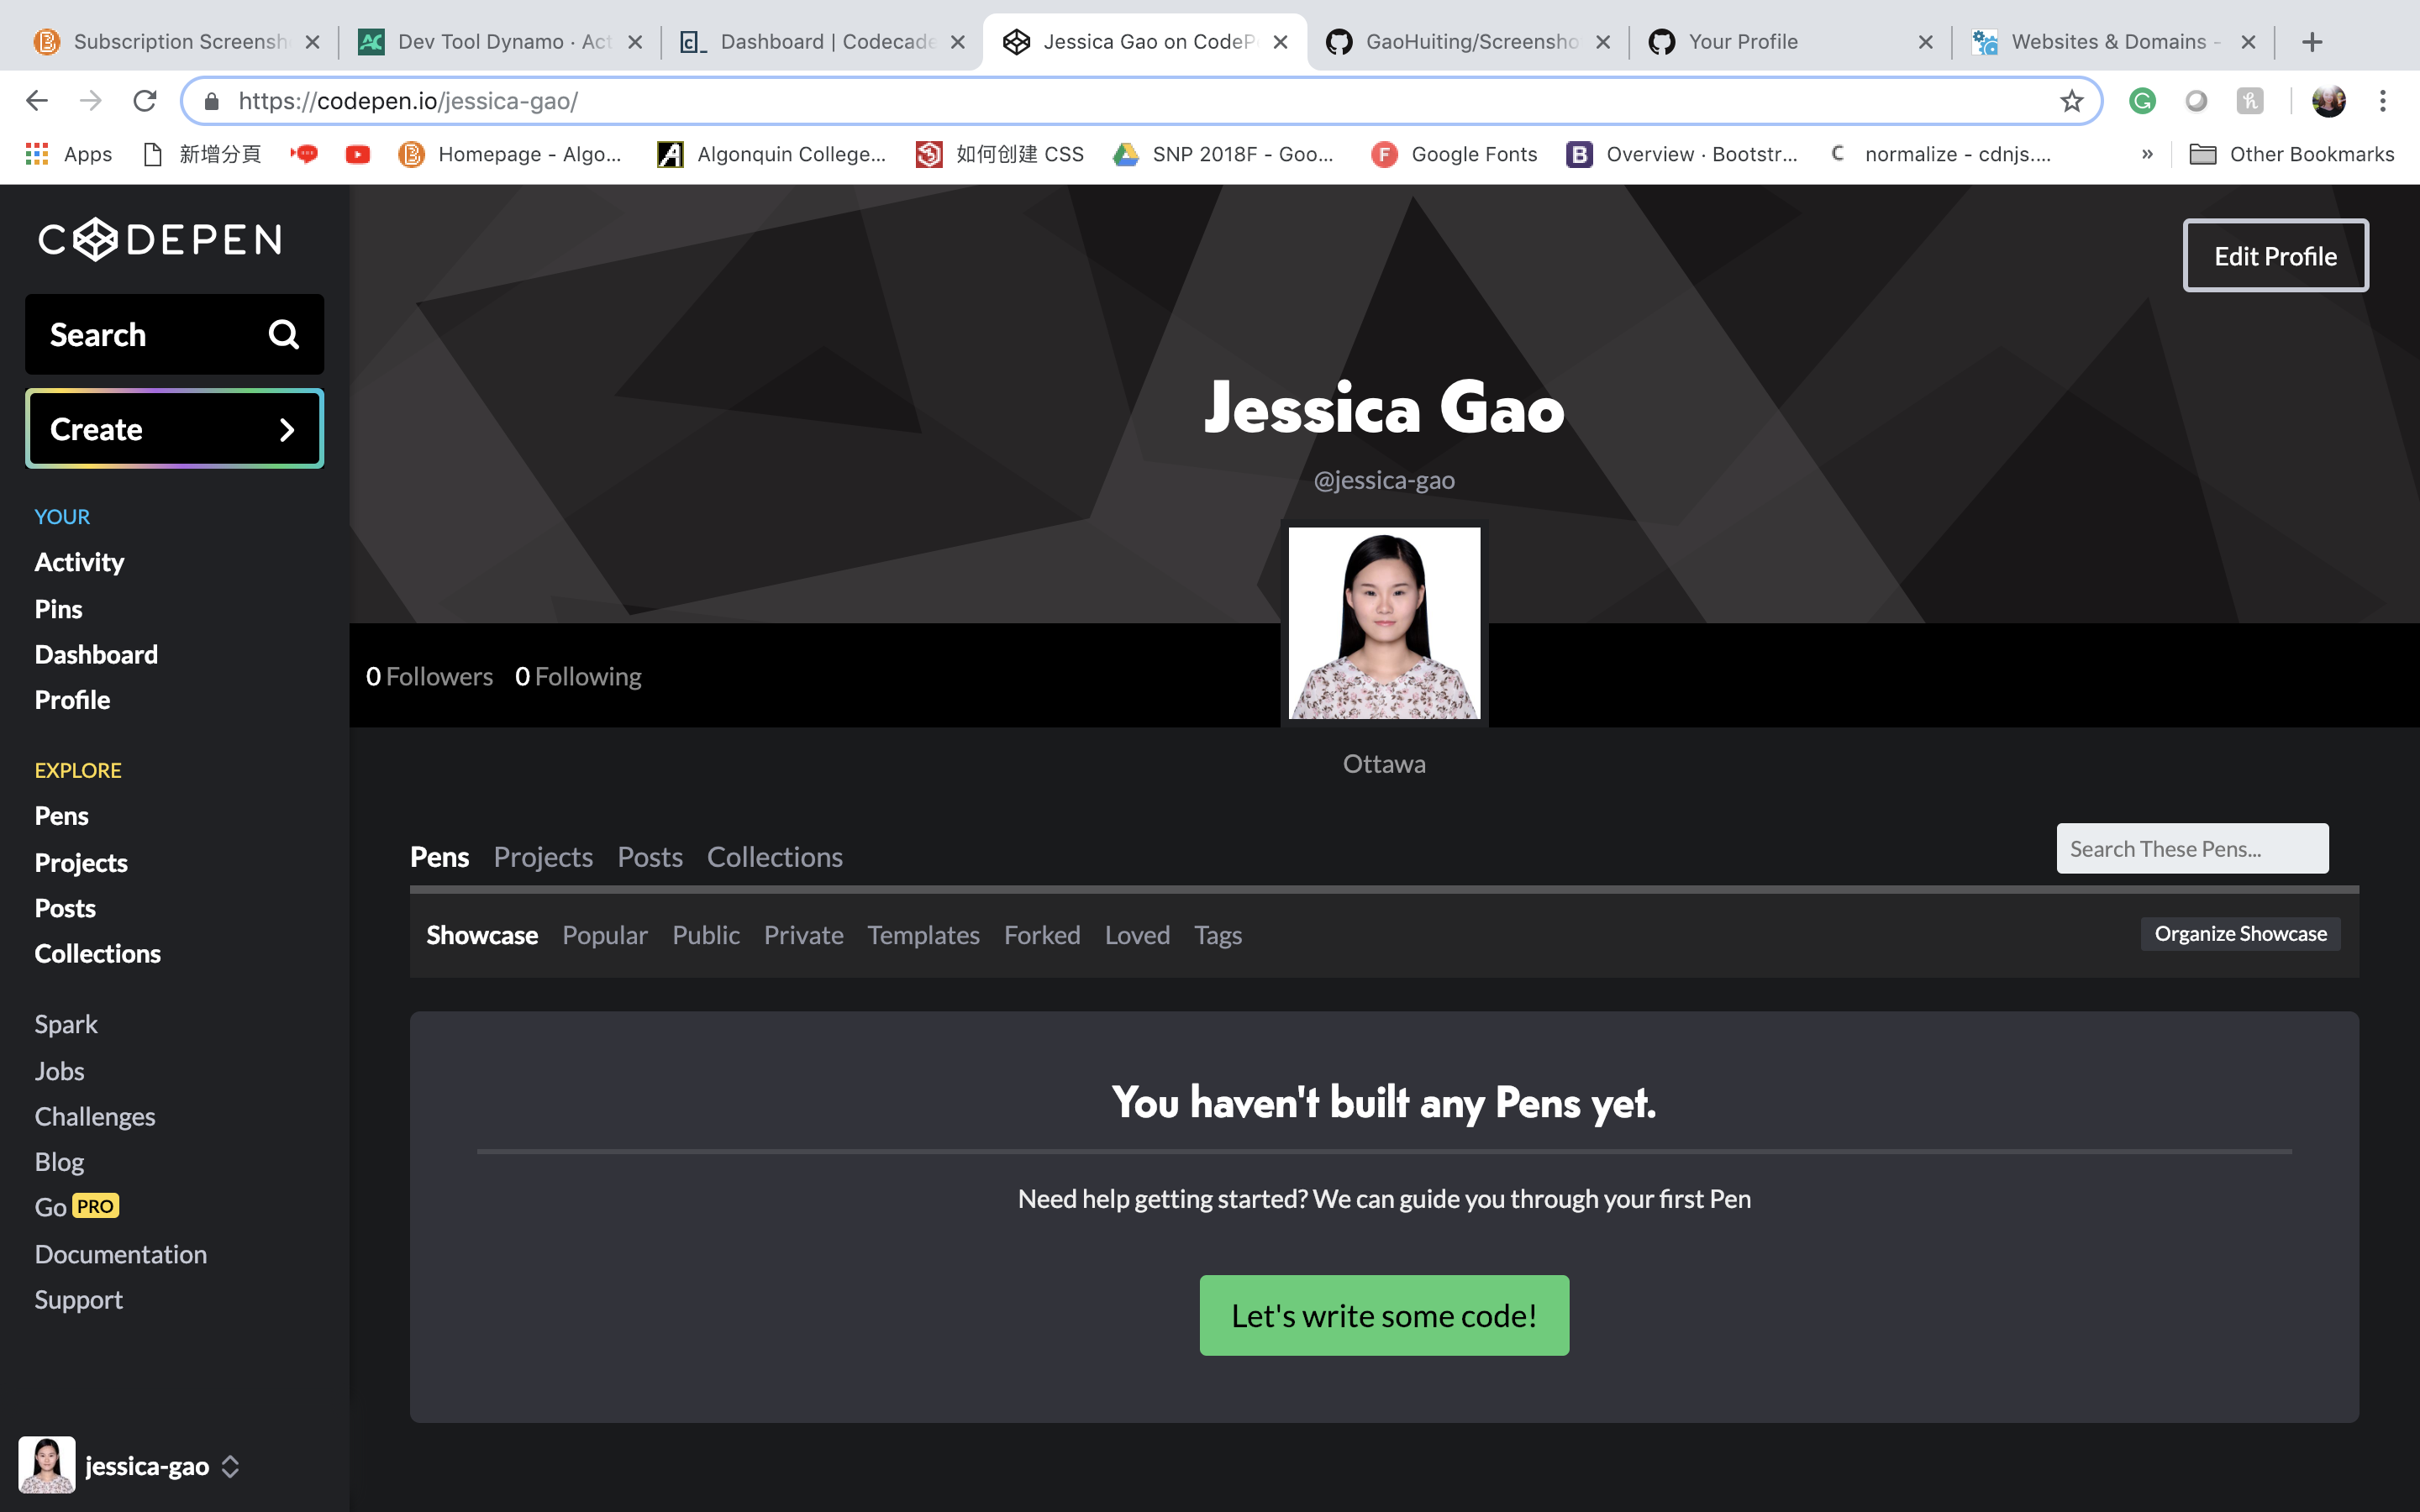 Subscription Screensh
Dev Tool Dynamo · Act
Dashboard | Codecade
Jessica Gao on CodeP
GaoHuiting/Screensho
Your Profile
Websites & Domains -
https://codepen.io/jessica-gao/
Apps
新增分頁
Homepage - Algo...
Algonquin College...
如何创建 CSS
SNP 2018F - Goo...
Google Fonts
Overview · Bootstr...
normalize - cdnjs....
»
Other Bookmarks
CODEPEN
Search
Create
YOUR
Activity
Pins
Dashboard
Profile
EXPLORE
Pens
Projects
Posts
Collections
Spark
Jobs
Challenges
Blog
Go PRO
Documentation
Support
jessica-gao
Edit Profile
Jessica Gao
@jessica-gao
0 Followers 0 Following
Ottawa
Pens Projects Posts Collections
Search These Pens...
Showcase Popular Public Private Templates Forked Loved Tags
Organize Showcase
You haven't built any Pens yet.
Need help getting started? We can guide you through your first Pen
Let's write some code!